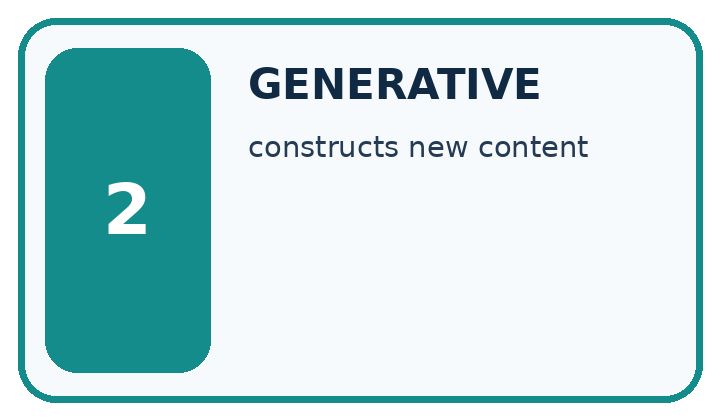 2
GENERATIVE
constructs new content